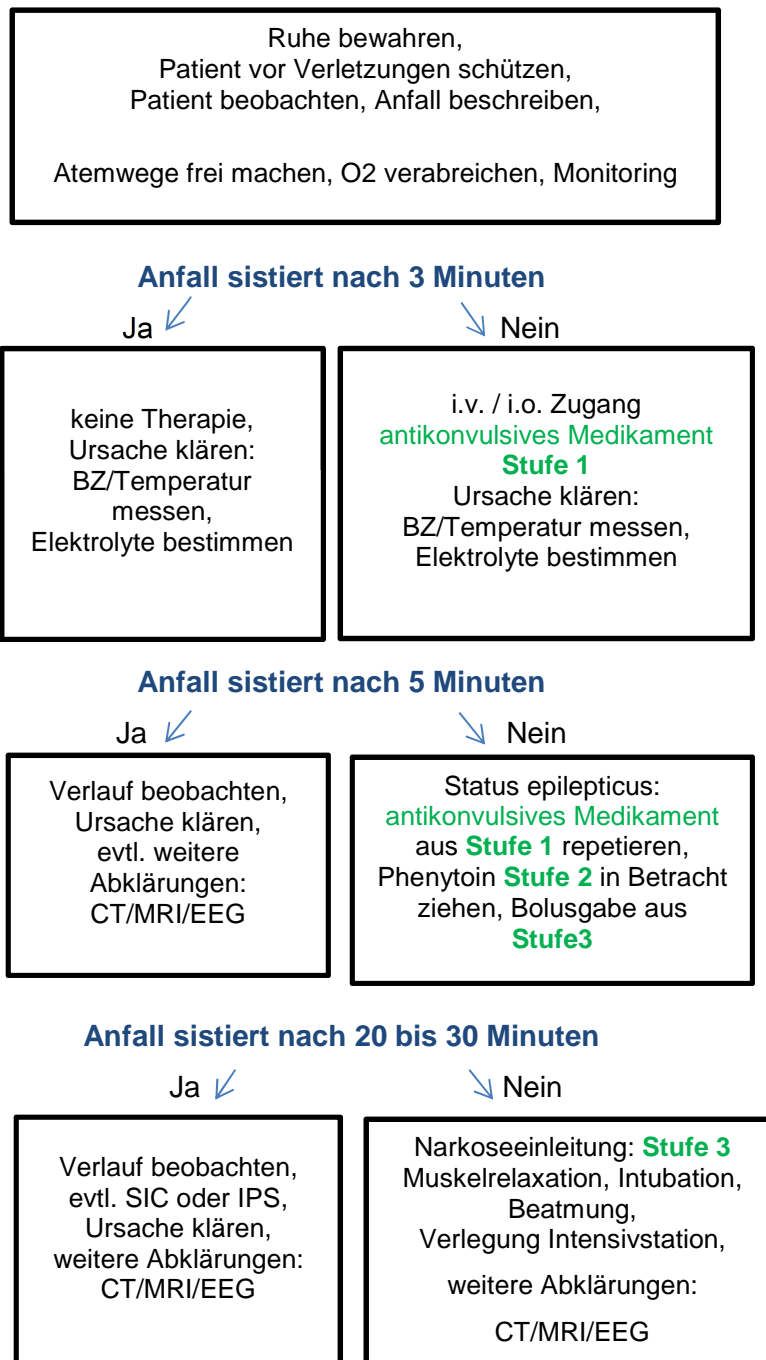 Ruhe bewahren,
Patient vor Verletzungen schützen,
Patient beobachten, Anfall beschreiben,
Atemwege frei machen, O2 verabreichen, Monitoring
Anfall sistiert nach 3 Minuten
Ja
Nein
keine Therapie,
Ursache klären:
BZ/Temperatur
messen,
Elektrolyte bestimmen
i.v. / i.o. Zugang
antikonvulsives Medikament
Stufe 1
Ursache klären:
BZ/Temperatur messen,
Elektrolyte bestimmen
Anfall sistiert nach 5 Minuten
Ja
Nein
Verlauf beobachten,
Ursache klären,
evtl. weitere
Abklärungen:
CT/MRI/EEG
Status epilepticus:
antikonvulsives Medikament
aus Stufe 1 repetieren,
Phenytoin Stufe 2 in Betracht
ziehen, Bolusgabe aus
Stufe3
Anfall sistiert nach 20 bis 30 Minuten
Ja
Nein
Verlauf beobachten,
evtl. SIC oder IPS,
Ursache klären,
weitere Abklärungen:
CT/MRI/EEG
Narkoseeinleitung: Stufe 3
Muskelrelaxation, Intubation,
Beatmung,
Verlegung Intensivstation,
weitere Abklärungen:
CT/MRI/EEG